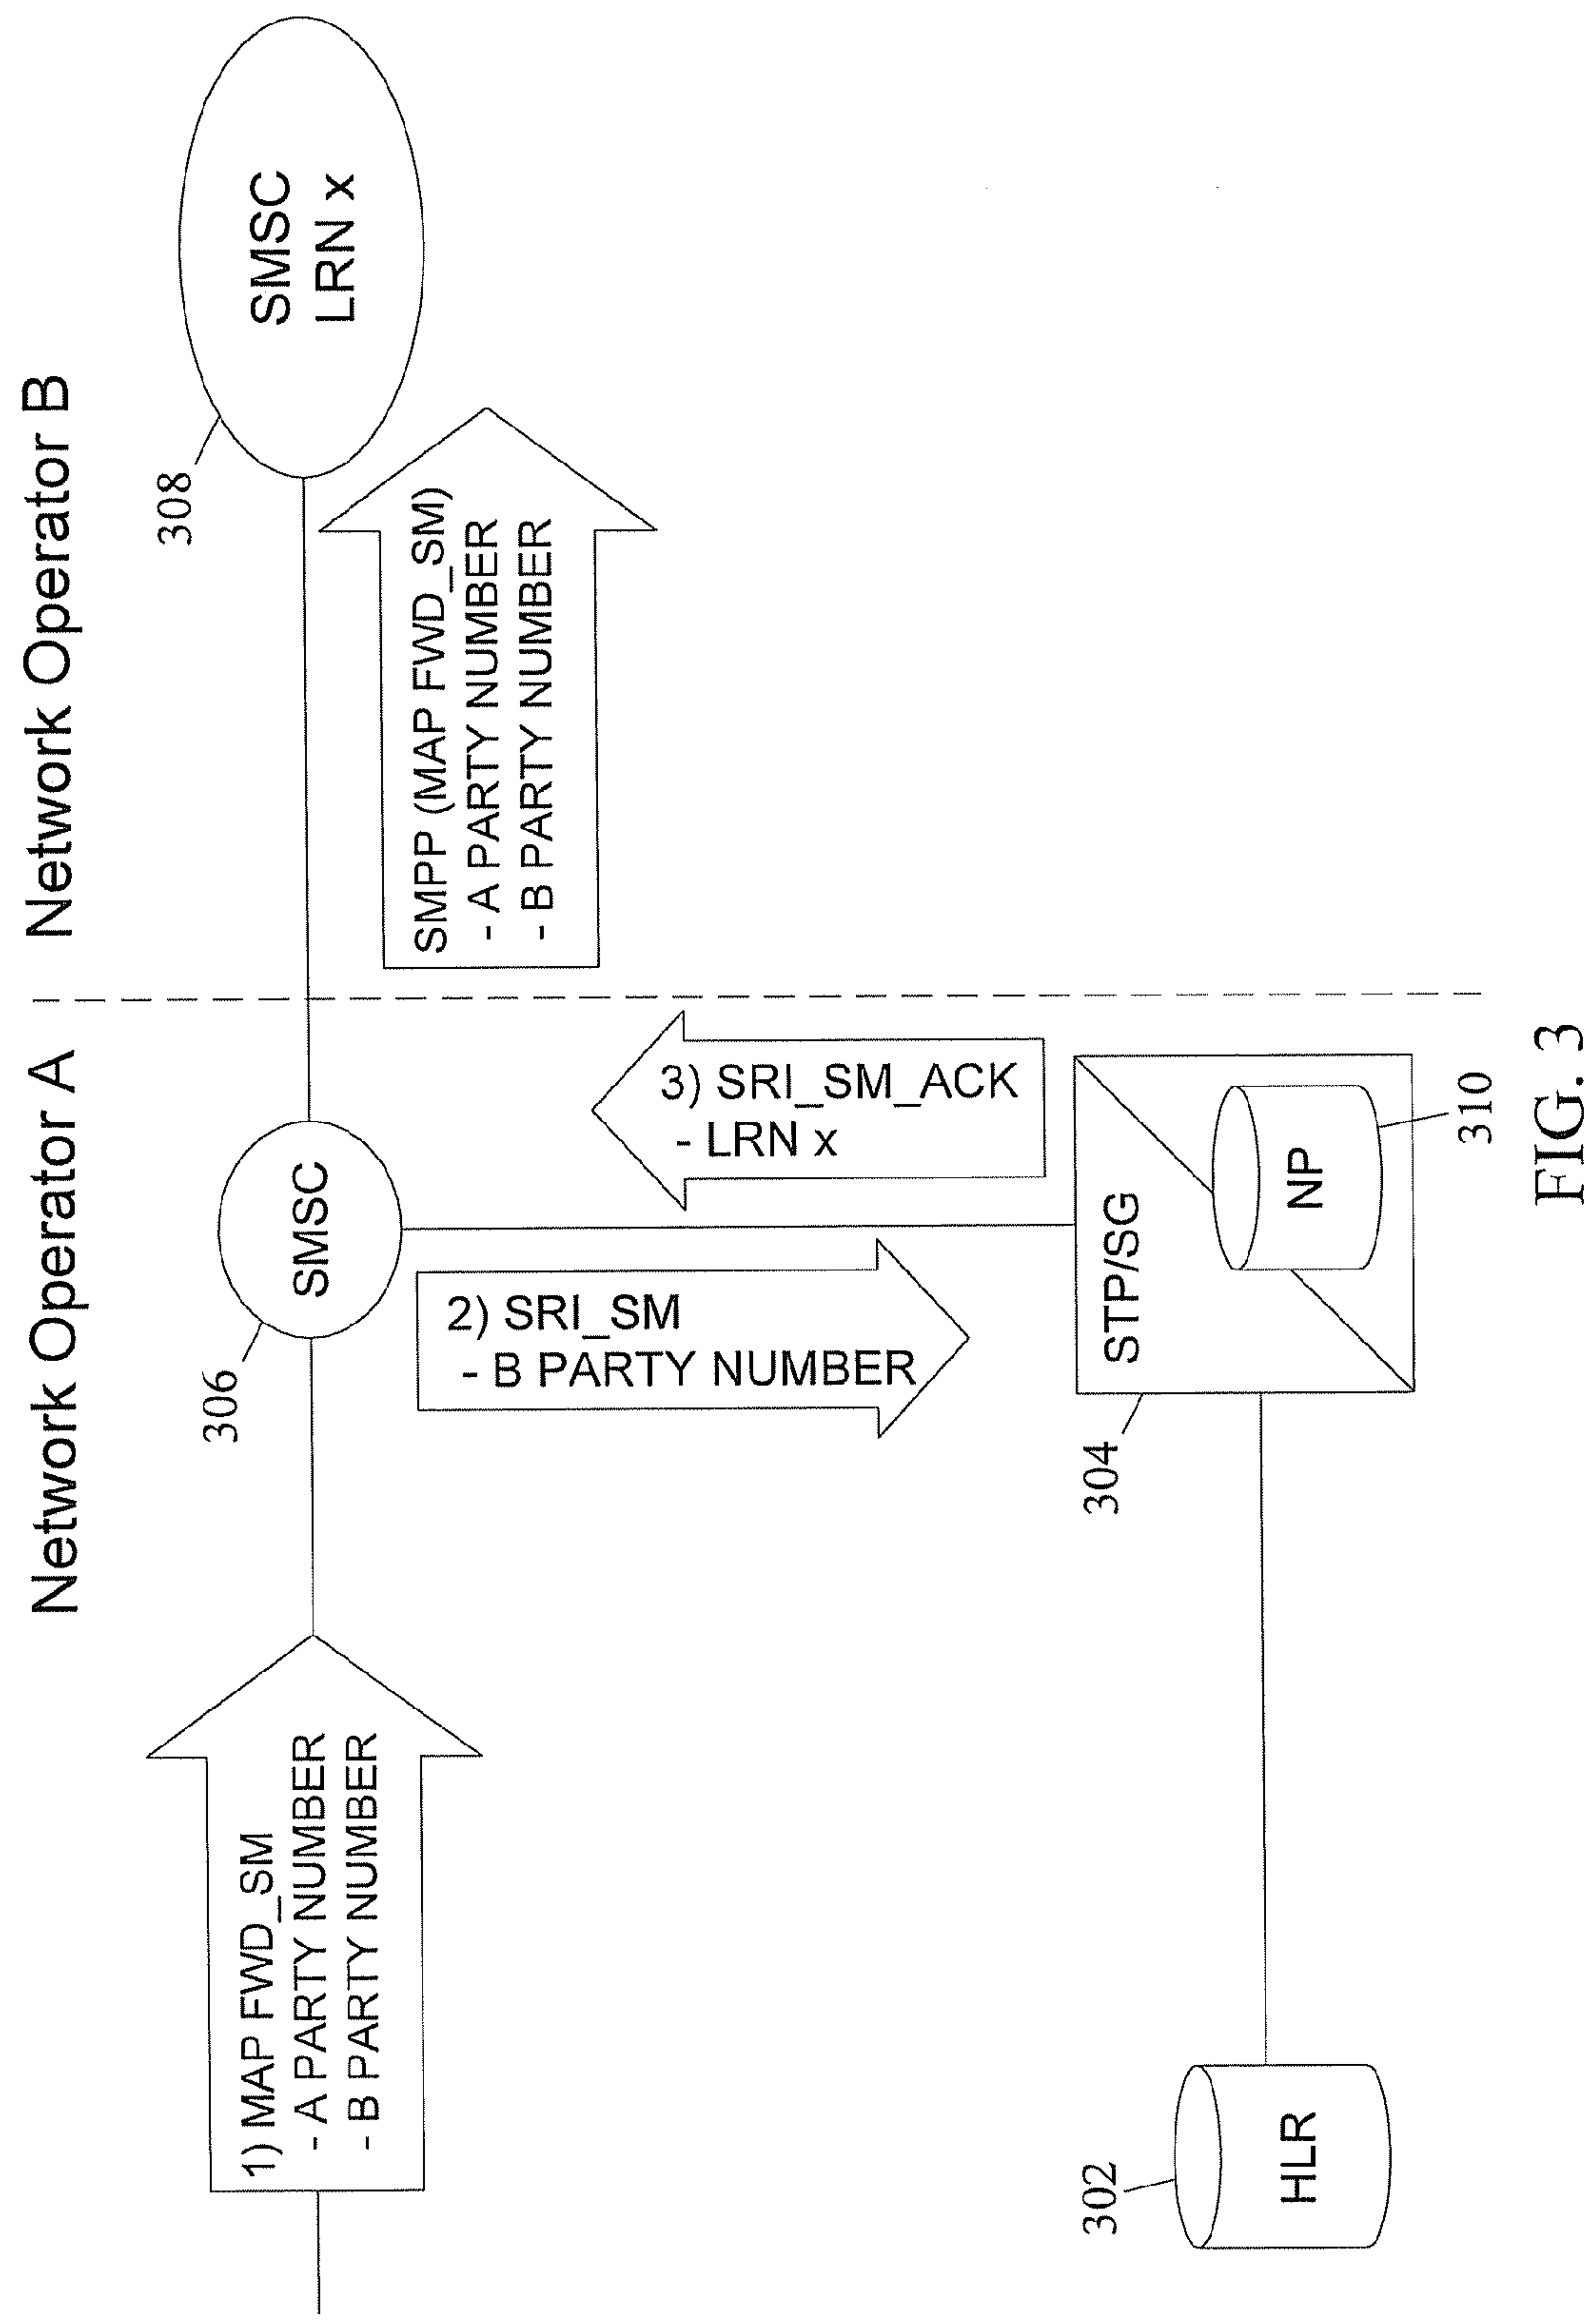 Network Operator A
Network Operator B
1) MAP FWD_SM
- A PARTY NUMBER
- B PARTY NUMBER
306
SMSC
2) SRI_SM
- B PARTY NUMBER
3) SRI_SM_ACK
- LRN x
SMPP (MAP FWD_SM)
- A PARTY NUMBER
- B PARTY NUMBER
308
SMSC
LRN x
302
HLR
304
STP/SG
NP
310
FIG. 3